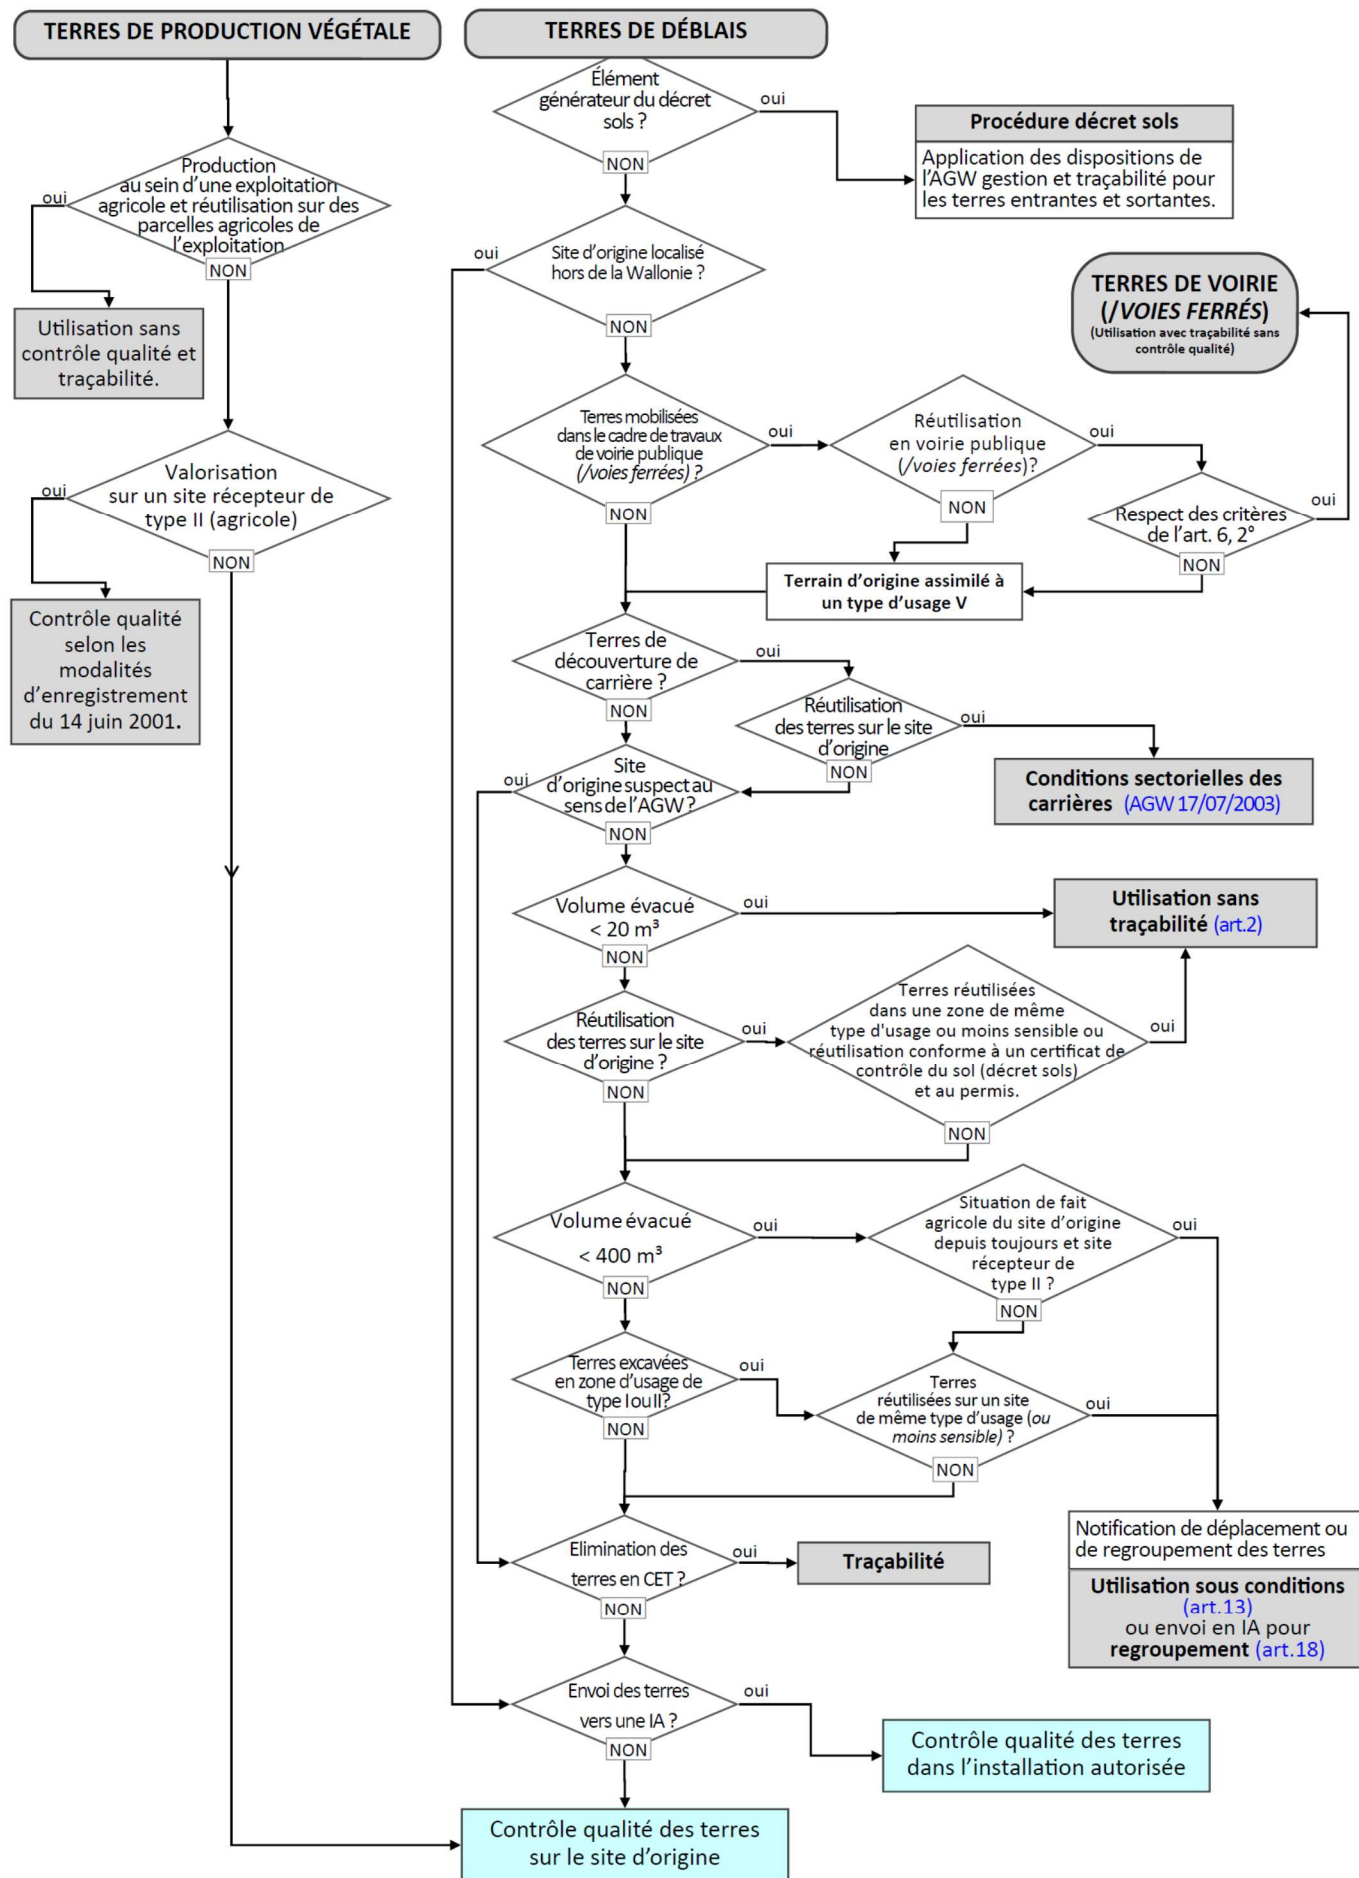 TERRES DE PRODUCTION VÉGÉTALE
Production
au sein d'une exploitation
agricole et réutilisation sur des
parcelles agricoles de
l'exploitation
oui
NON
Utilisation sans
contrôle qualité et
traçabilité.
Valorisation
sur un site récepteur de
type II (agricole)
oui
NON
Contrôle qualité
selon les
modalités
d'enregistrement
du 14 juin 2001.
TERRES DE DÉBLAIS
Élément
générateur du décret
sols ?
oui
NON
Procédure décret sols
Application des dispositions de
l'AGW gestion et traçabilité pour
les terres entrantes et sortantes.
Site d'origine localisé
hors de la Wallonie ?
oui
NON
TERRES DE VOIRIE
(/VOIES FERRÉS)
(Utilisation avec traçabilité sans
contrôle qualité)
Terres mobilisées
dans le cadre de travaux
de voirie publique
(/voies ferrées) ?
oui
NON
Réutilisation
en voirie publique
(/voies ferrées)?
oui
NON
Respect des critères
de l'art. 6, 2°
oui
NON
Terrain d'origine assimilé à
un type d'usage V
Terres de
découverte de
carrière ?
oui
NON
Réutilisation
des terres sur le site
d'origine
oui
NON
Conditions sectorielles des
carrières (AGW 17/07/2003)
Site
d'origine suspect au
sens de l'AGW ?
oui
NON
Volume évacué
< 20 m³
oui
NON
Utilisation sans
traçabilité (art.2)
Réutilisation
des terres sur le site
d'origine ?
oui
NON
Terres réutilisées
dans une zone de même
type d'usage ou moins sensible ou
réutilisation conforme à un certificat de
contrôle du sol (décret sols)
et au permis.
oui
NON
Volume évacué
< 400 m³
oui
NON
Situation de fait
agricole du site d'origine
depuis toujours et site
récepteur de
type II ?
oui
NON
Terres excavées
en zone d'usage de
type I ou II?
oui
NON
Terres
réutilisées sur un site
de même type d'usage (ou
moins sensible) ?
oui
NON
Notification de déplacement ou
de regroupement des terres
Utilisation sous conditions
(art.13)
ou envoi en IA pour
regroupement (art.18)
Elimination des
terres en CET ?
oui
NON
Traçabilité
Envoi des terres
vers une IA ?
oui
NON
Contrôle qualité des terres
dans l'installation autorisée
Contrôle qualité des terres
sur le site d'origine